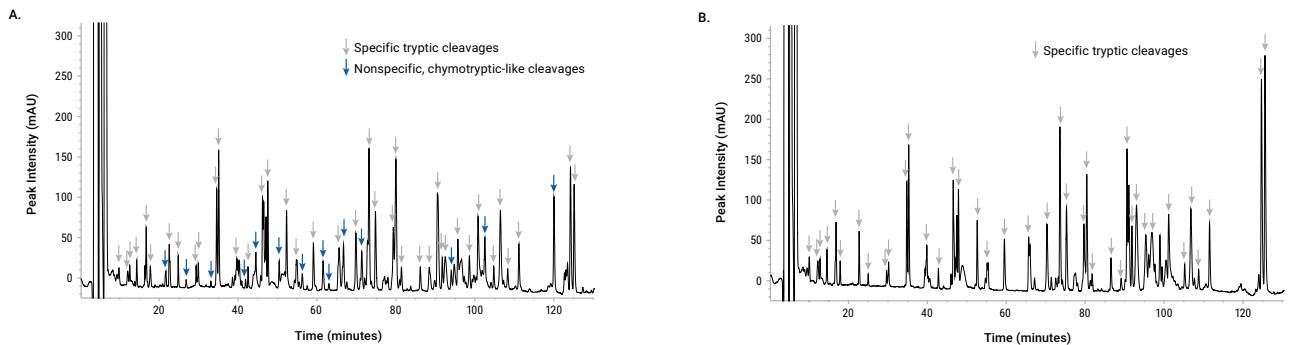 A.
Specific tryptic cleavages
Nonspecific, chymotryptic-like cleavages
Peak Intensity (mAU)
300
250
200
150
100
50
0
20 40 60 80 100 120
Time (minutes)
B.
Specific tryptic cleavages
Peak Intensity (mAU)
300
250
200
150
100
50
0
20 40 60 80 100 120
Time (minutes)